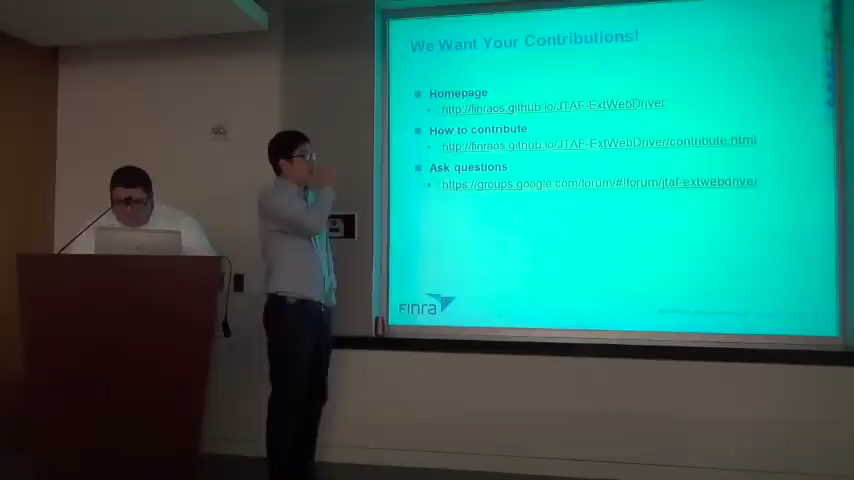 We Want Your Contributions!
Homepage
http://finraos.github.io/JTAF-ExtWebDriver
How to contribute
http://finraos.github.io/JTAF-ExtWebDriver/contribute.html
Ask questions
https://groups.google.com/forum/#!forum/jtaf-extwebdriver
Finra